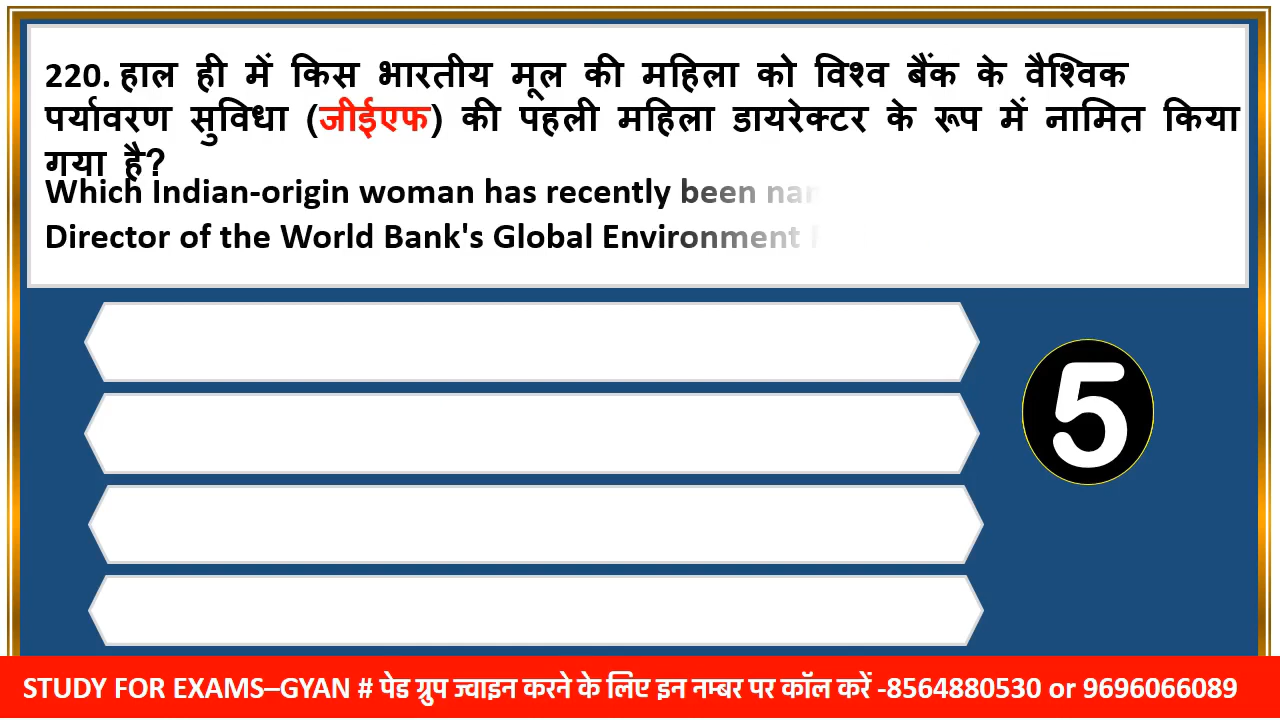 220. हाल ही में किस भारतीय मूल की महिला को विश्व बैंक के वैश्विक
पर्यावरण सुविधा (जीईएफ) की पहली महिला डायरेक्टर के रूप में नामित किया
गया है?
Which Indian-origin woman has recently been
Director of the World Bank's Global Environment
5
STUDY FOR EXAMS–GYAN # पेड ग्रुप ज्वाइन करने के लिए इन नम्बर पर कॉल करें -8564880530 or 9696066089